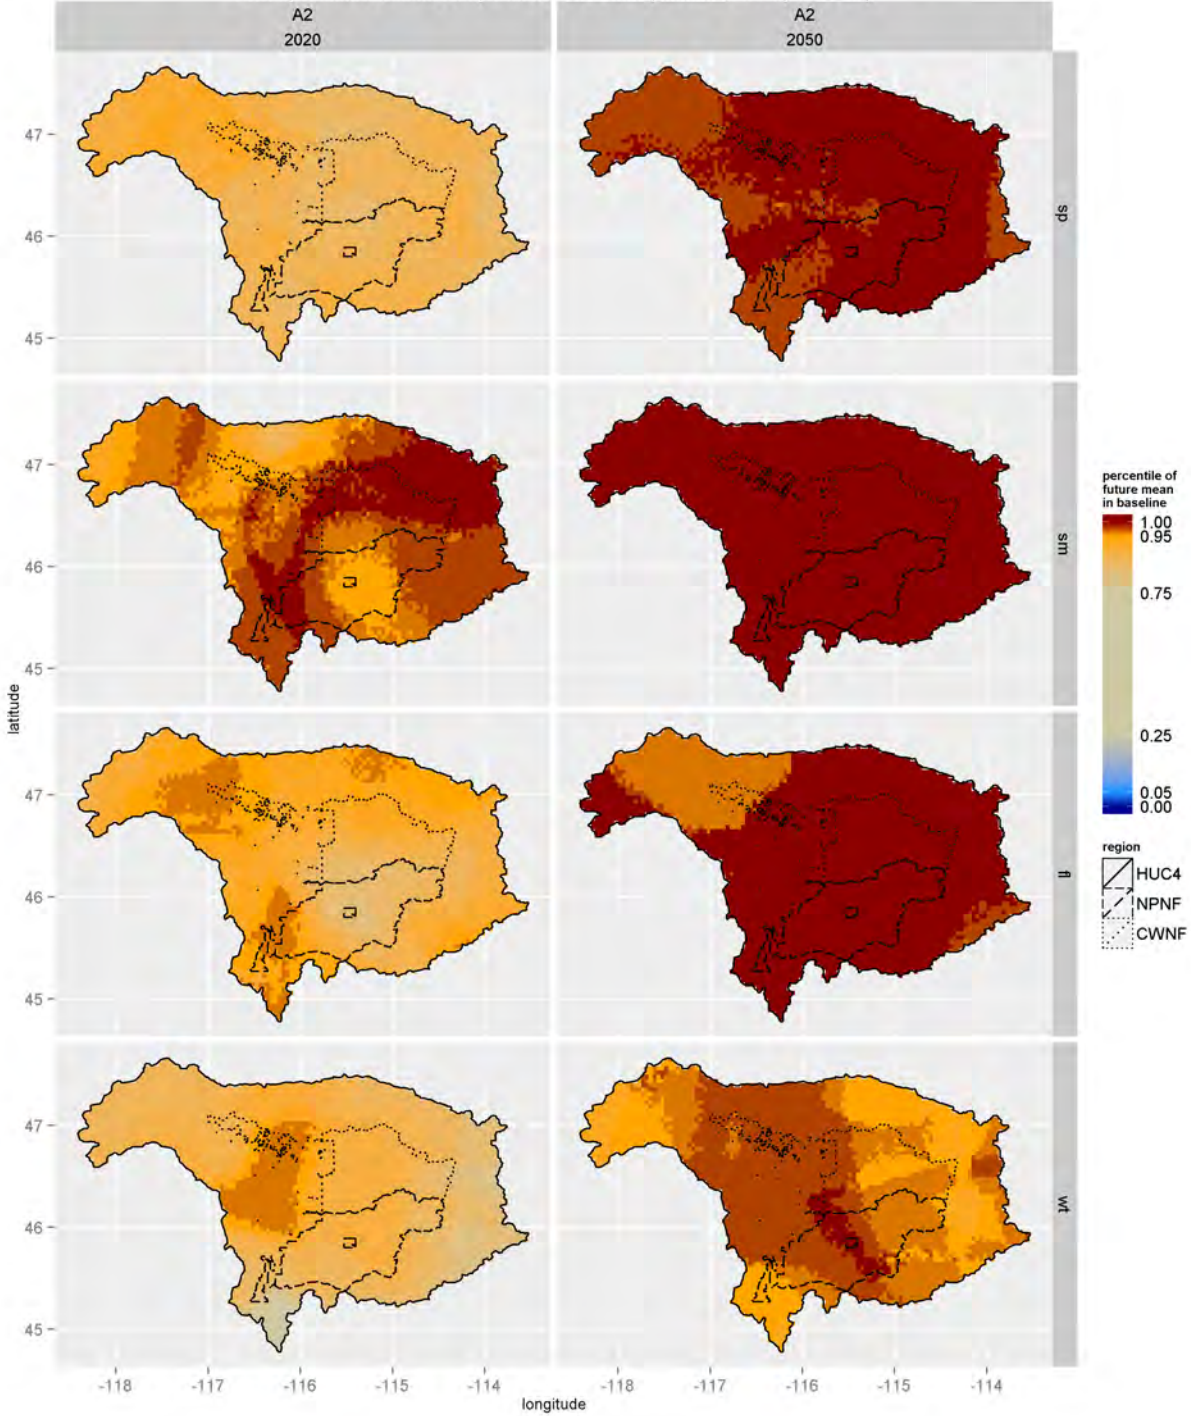 A2
2020
A2
2050
47
46
45
sp
47
46
45
sm
47
46
45
fl
47
46
45
wt
latitude
-118
-117
-116
-115
-114
-118
-117
-116
-115
-114
longitude
percentile of
future mean
in baseline
1.00
0.95
0.75
0.25
0.05
0.00
region
HUC4
NPNF
CWNF